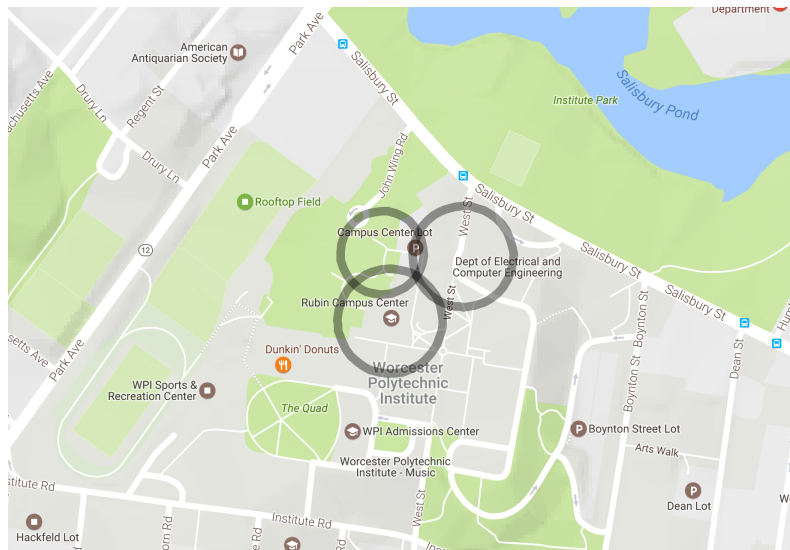 Department
Park Ave
American
Antiquarian Society
Salisbury St
Salisbury Pond
Institute Park
Drury Ln
Regent St
Park Ave
Drury Ln
John Wing Rd
Rooftop Field
Salisbury St
West St
Campus Center Lot
P
12
Dept of Electrical and
Computer Engineering
Salisbury St
Salisbury St
Rubin Campus Center
West St
Boynton St
Dunkin' Donuts
Park Ave
Dean St
Worcester
Polytechnic
Institute
WPI Sports &
Recreation Center
Boynton St
The Quad
WPI Admissions Center
P
Boynton Street Lot
Arts Walk
Worcester Polytechnic
Institute - Music
P
Dean Lot
West St
Institute Rd
Hackfeld Lot